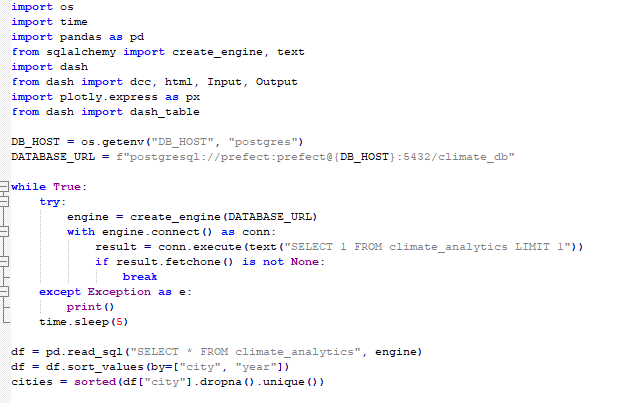 import os
import time
import pandas as pd
from sqlalchemy import create_engine, text
import dash
from dash import dcc, html, Input, Output
import plotly.express as px
from dash import dash_table

DB_HOST = os.getenv("DB_HOST", "postgres")
DATABASE_URL = f"postgresql://prefect:prefect@{DB_HOST}:5432/climate_db"

while True:
    try:
        engine = create_engine(DATABASE_URL)
        with engine.connect() as conn:
            result = conn.execute(text("SELECT 1 FROM climate_analytics LIMIT 1"))
            if result.fetchone() is not None:
                break
    except Exception as e:
        print()
    time.sleep(5)

df = pd.read_sql("SELECT * FROM climate_analytics", engine)
df = df.sort_values(by=["city", "year"])
cities = sorted(df["city"].dropna().unique())